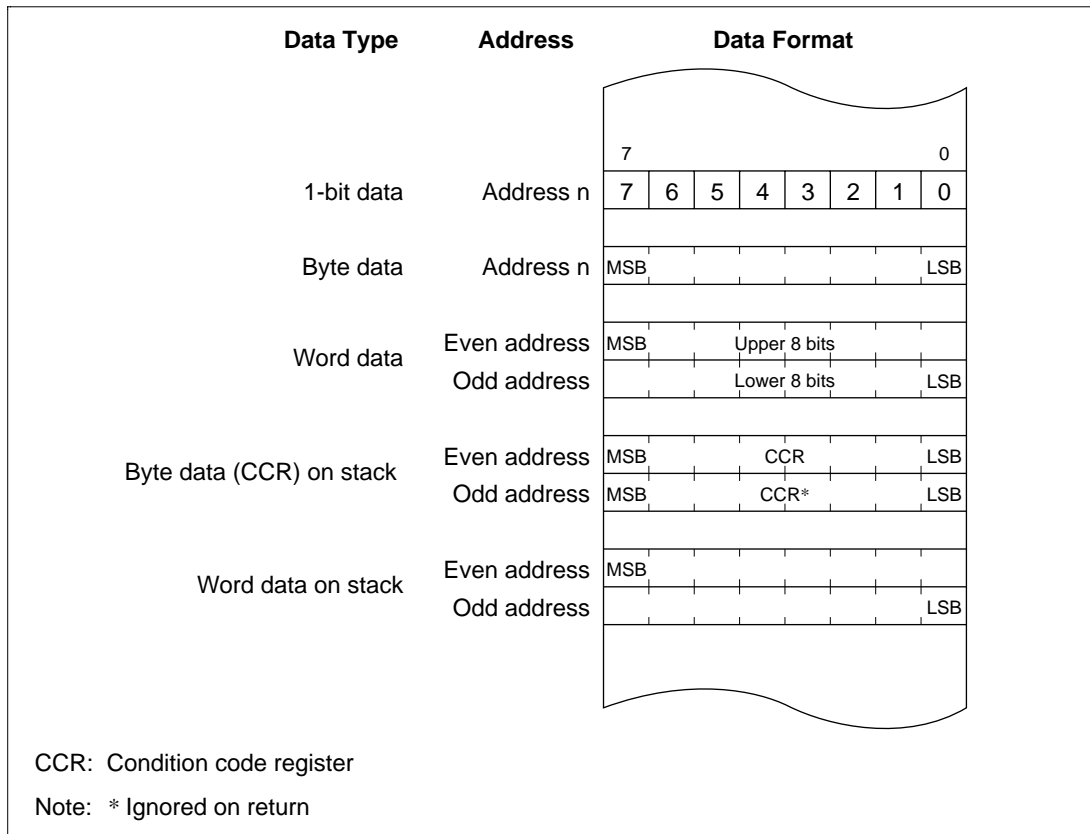 Data Type Address Data Format
7 0
1-bit data Address n 7 6 5 4 3 2 1 0
Byte data Address n MSB LSB
Word data
Even address MSB Upper 8 bits
Odd address Lower 8 bits LSB
Byte data (CCR) on stack
Even address MSB CCR LSB
Odd address MSB CCR* LSB
Word data on stack
Even address MSB
Odd address LSB
CCR: Condition code register
Note: * Ignored on return